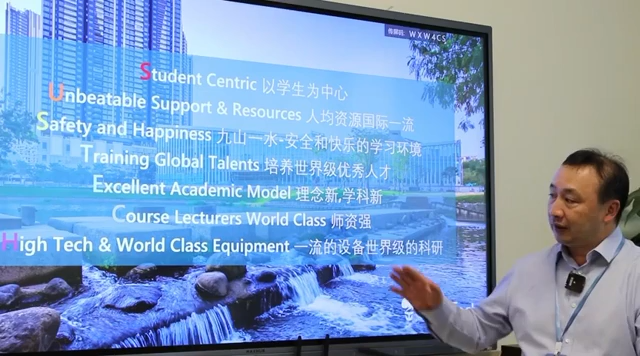 传屏码: WXW4CS
Student Centric 以学生为中心
Unbeatable Support & Resources 人均资源国际一流
Safety and Happiness 九山一水-安全和快乐的学习环境
Training Global Talents 培养世界级优秀人才
Excellent Academic Model 理念新,学科新
Course Lecturers World Class 师资强
High Tech & World Class Equipment 一流的设备世界级的科研